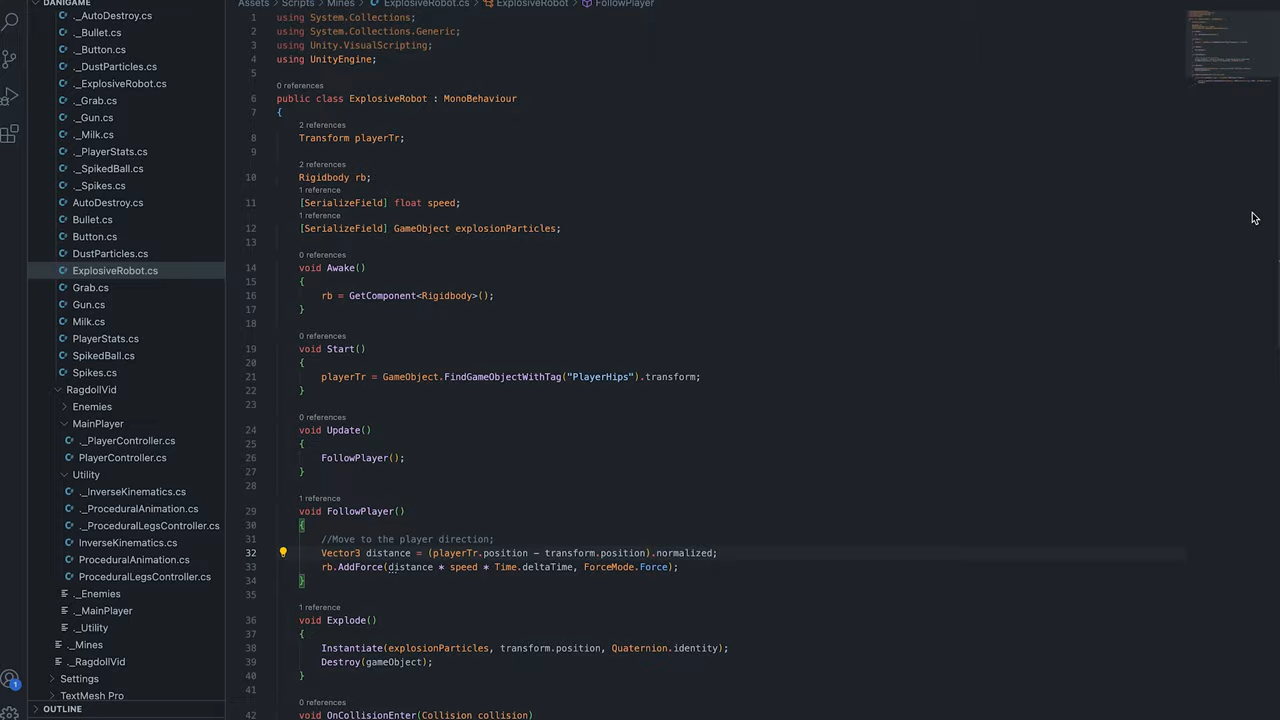 DANIGAME
._AutoDestroy.cs
._Bullet.cs
._Button.cs
._DustParticles.cs
._ExplosiveRobot.cs
._Grab.cs
._Gun.cs
._Milk.cs
._PlayerStats.cs
._SpikedBall.cs
._Spikes.cs
AutoDestroy.cs
Bullet.cs
Button.cs
DustParticles.cs
ExplosiveRobot.cs
Grab.cs
Gun.cs
Milk.cs
PlayerStats.cs
SpikedBall.cs
Spikes.cs
RagdollVid
Enemies
MainPlayer
._PlayerController.cs
PlayerController.cs
Utility
._InverseKinematics.cs
._ProceduralAnimation.cs
._ProceduralLegsController.cs
InverseKinematics.cs
ProceduralAnimation.cs
ProceduralLegsController.cs
._Enemies
._MainPlayer
._Utility
._Mines
._RagdollVid
Settings
TextMesh Pro
OUTLINE
1
Assets > Scripts > Mines > ExplosiveRobot.cs > ExplosiveRobot > FollowPlayer
1 using System.Collections;
2 using System.Collections.Generic;
3 using Unity.VisualScripting;
4 using UnityEngine;
5
0 references
6 public class ExplosiveRobot : MonoBehaviour
7 {
2 references
8 Transform playerTr;
9
2 references
10 Rigidbody rb;
1 reference
11 [SerializeField] float speed;
1 reference
12 [SerializeField] GameObject explosionParticles;
13
0 references
14 void Awake()
15 {
16 rb = GetComponent<Rigidbody>();
17 }
18
0 references
19 void Start()
20 {
21 playerTr = GameObject.FindGameObjectWithTag("PlayerHips").transform;
22 }
23
0 references
24 void Update()
25 {
26 FollowPlayer();
27 }
28
1 reference
29 void FollowPlayer()
30 {
31 //Move to the player direction;
32 Vector3 distance = (playerTr.position - transform.position).normalized;
33 rb.AddForce(distance * speed * Time.deltaTime, ForceMode.Force);
34 }
35
1 reference
36 void Explode()
37 {
38 Instantiate(explosionParticles, transform.position, Quaternion.identity);
39 Destroy(gameObject);
40 }
41
0 references
42 void OnCollisionEnter(Collision collision)